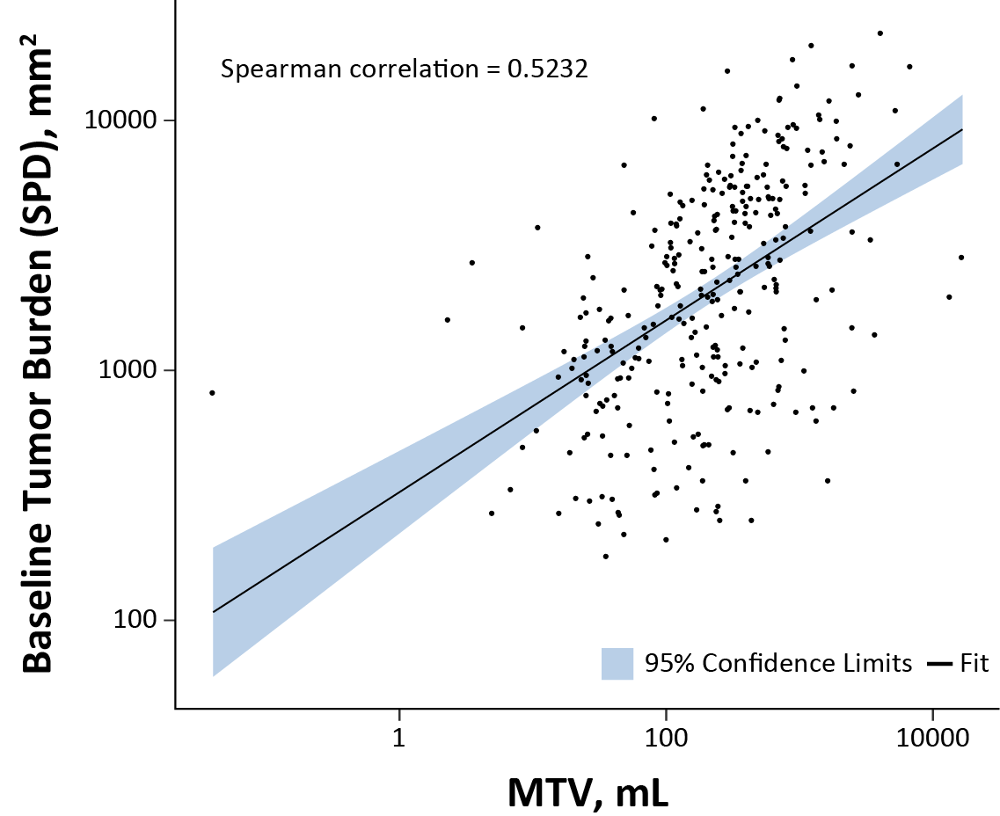 Baseline Tumor Burden (SPD), mm²
Spearman correlation = 0.5232
10000
1000
100
95% Confidence Limits
Fit
1
100
10000
MTV, mL